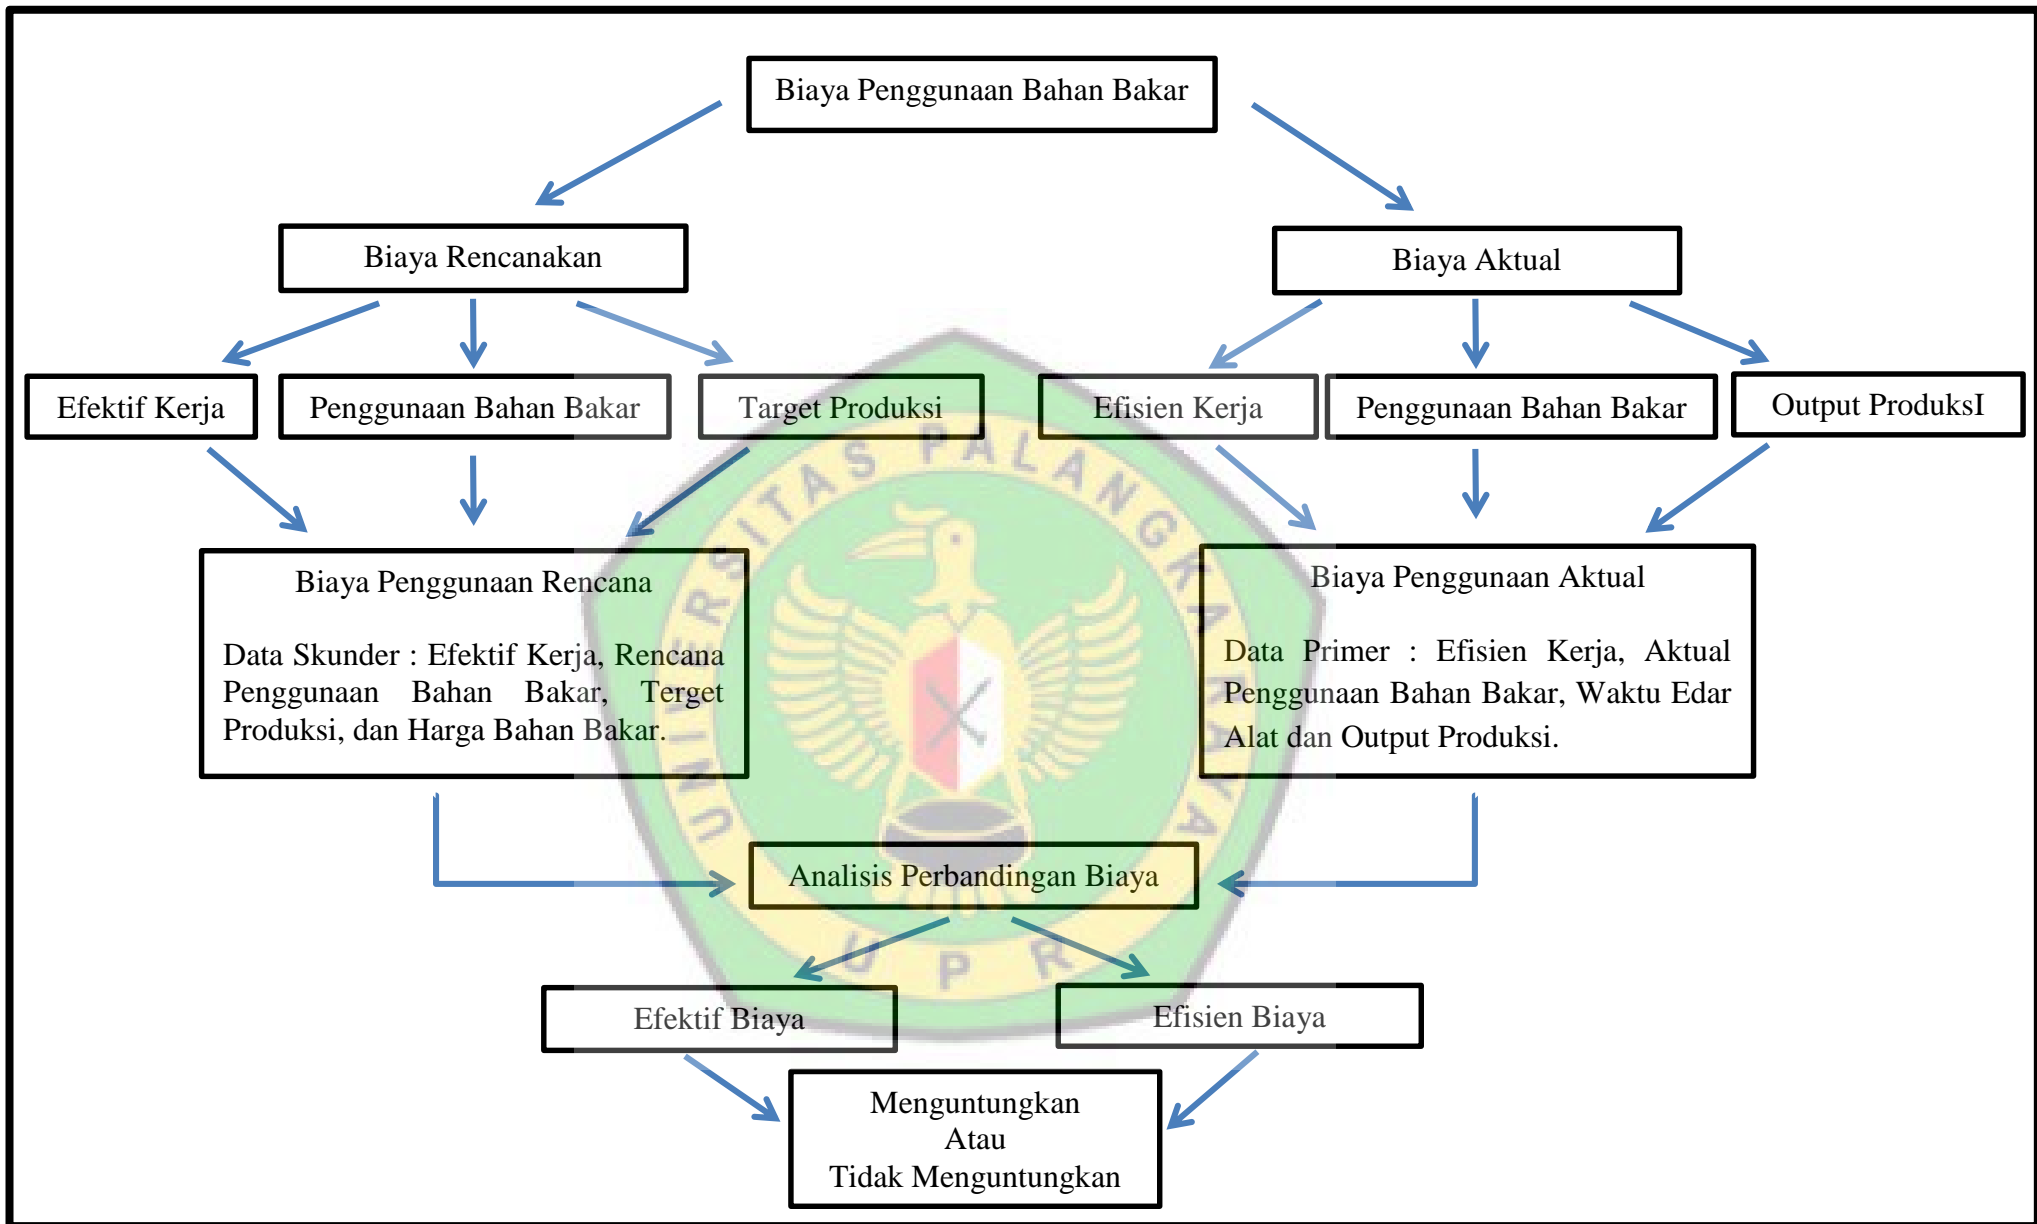 Biaya Penggunaan Bahan Bakar
Biaya Rencanakan
Biaya Aktual
Efektif Kerja
Penggunaan Bahan Bakar
Target Produksi
Efisien Kerja
Penggunaan Bahan Bakar
Output ProduksI
Biaya Penggunaan Rencana
Data Skunder : Efektif Kerja, Rencana
Penggunaan Bahan Bakar, Terget
Produksi, dan Harga Bahan Bakar.
Biaya Penggunaan Aktual
Data Primer : Efisien Kerja, Aktual
Penggunaan Bahan Bakar, Waktu Edar
Alat dan Output Produksi.
UNIVERSITAS PALANGKARAYA
UPR
Analisis Perbandingan Biaya
Efektif Biaya
Efisien Biaya
Menguntungkan
Atau
Tidak Menguntungkan